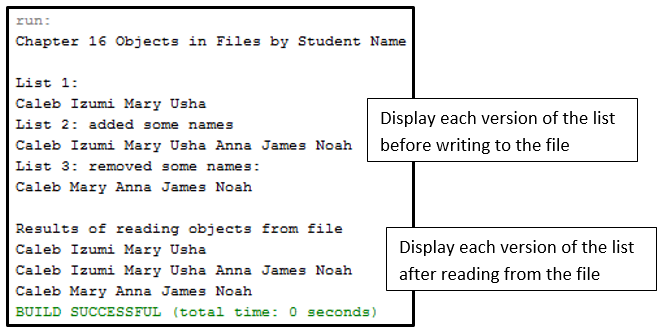 run:
Chapter 16 Objects in Files by Student Name
List 1:
Caleb Izumi Mary Usha
List 2: added some names
Caleb Izumi Mary Usha Anna James Noah
List 3: removed some names:
Caleb Mary Anna James Noah
Display each version of the list
before writing to the file
Results of reading objects from file
Caleb Izumi Mary Usha
Caleb Izumi Mary Usha Anna James Noah
Caleb Mary Anna James Noah
BUILD SUCCESSFUL (total time: 0 seconds)
Display each version of the list
after reading from the file